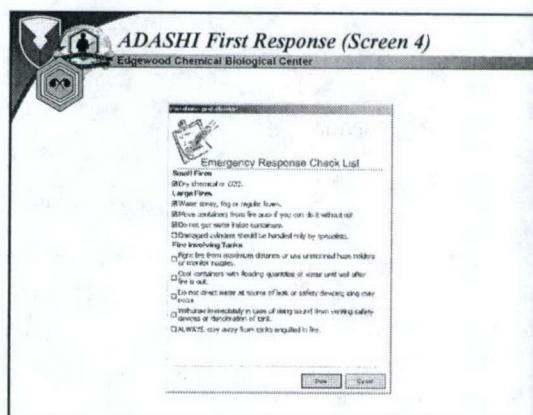 ADASHI First Response (Screen 4)
Edgewood Chemical Biological Center
Emergency Response Check List
Small Fires
Dry chemical or CO2.
Large Fires
Water spray, fog or regular foam.
Move containers from fire area if you can do it without risk
Do not get water inside containers.
Damaged cylinders should be handled only by specialists.
Fire involving Tanks
Fight fire from maximum distance or use unmanned hose holders
or monitor nozzles.
Cool containers with flooding quantities of water until well after
fire is out.
Do not direct water at source of leak or safety devices; icing may
occur.
Withdraw immediately in case of rising sound from venting safety
devices or discoloration of tank.
ALWAYS stay away from tanks engulfed in fire.
Cancel